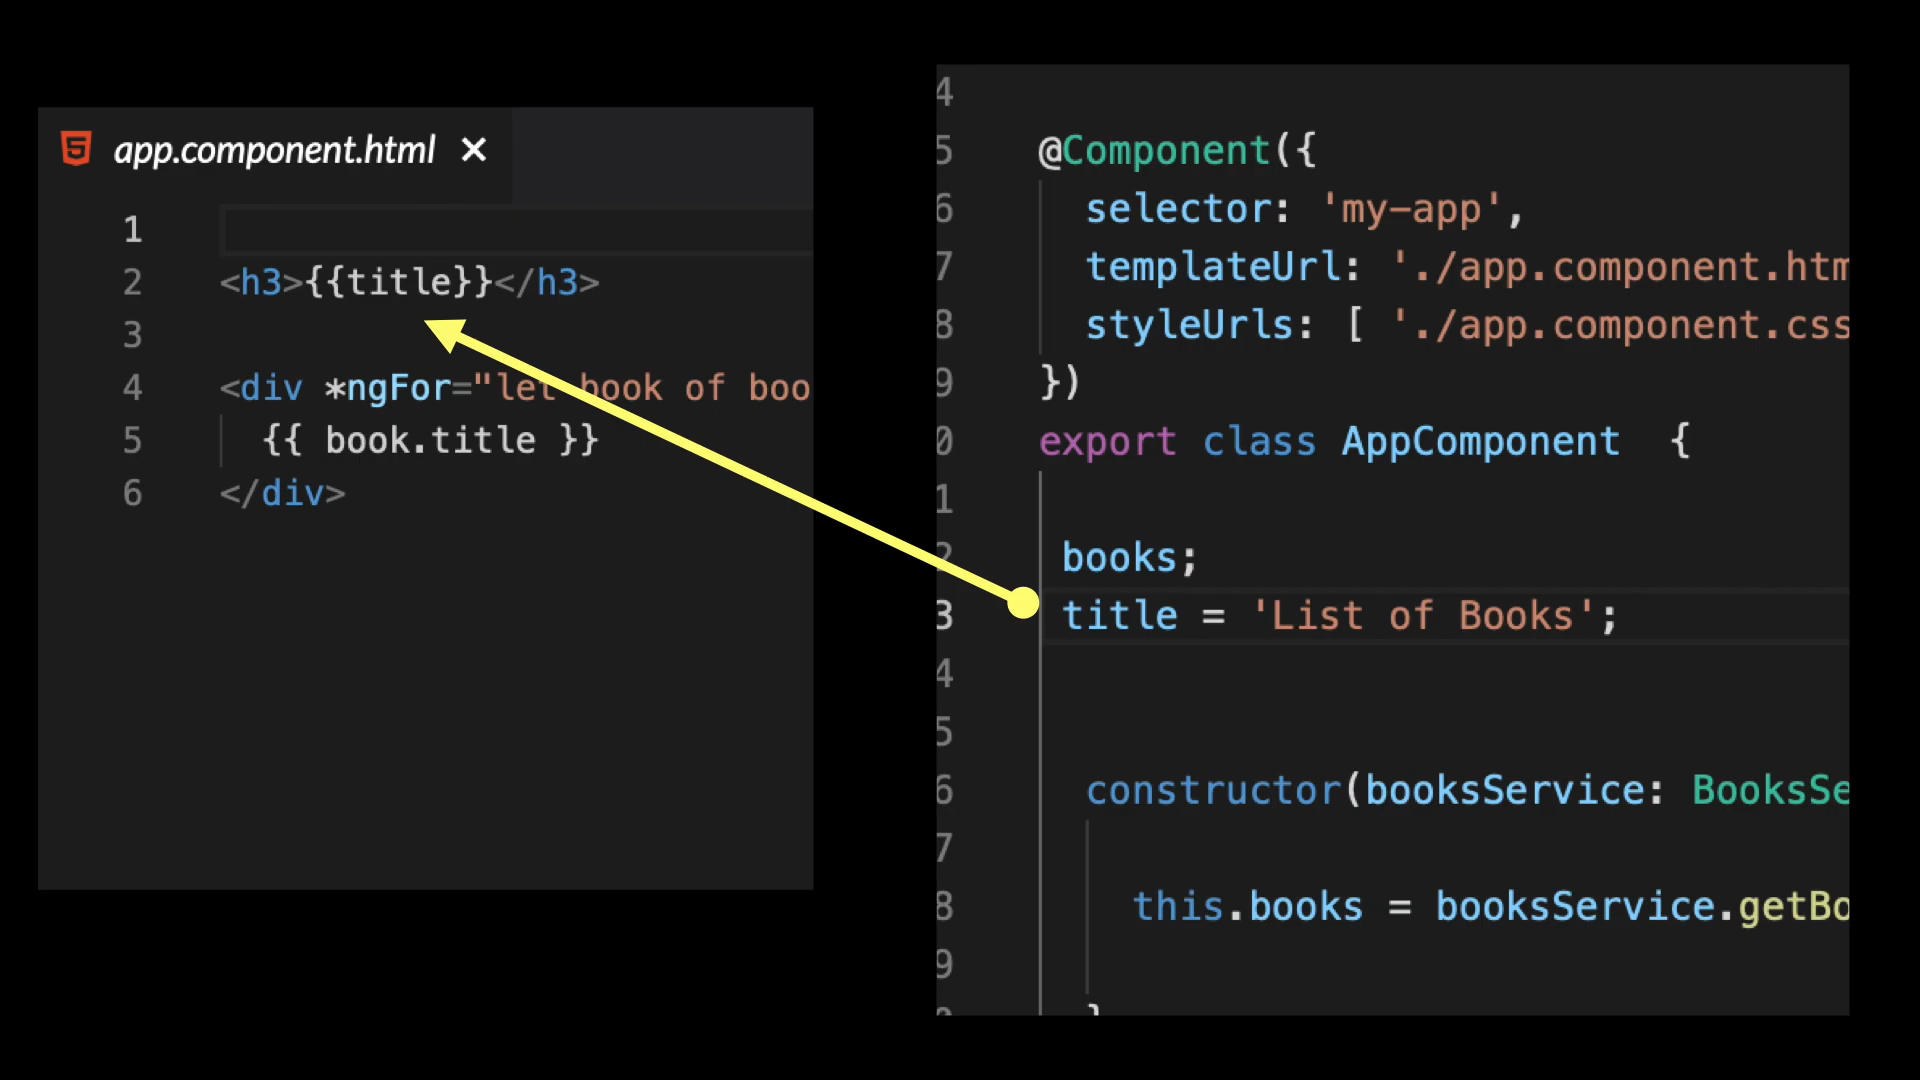 app.component.html ×
1
2 <h3>{{title}}</h3>
3
4 <div *ngFor="let book of boo
5 {{ book.title }}
6 </div>
4
5 @Component({
6 selector: 'my-app',
7 templateUrl: './app.component.htm
8 styleUrls: [ './app.component.css
9 })
0 export class AppComponent {
1
2 books;
3 title = 'List of Books';
4
5
6 constructor(booksService: BooksSe
7
8 this.books = booksService.getBo
9
}